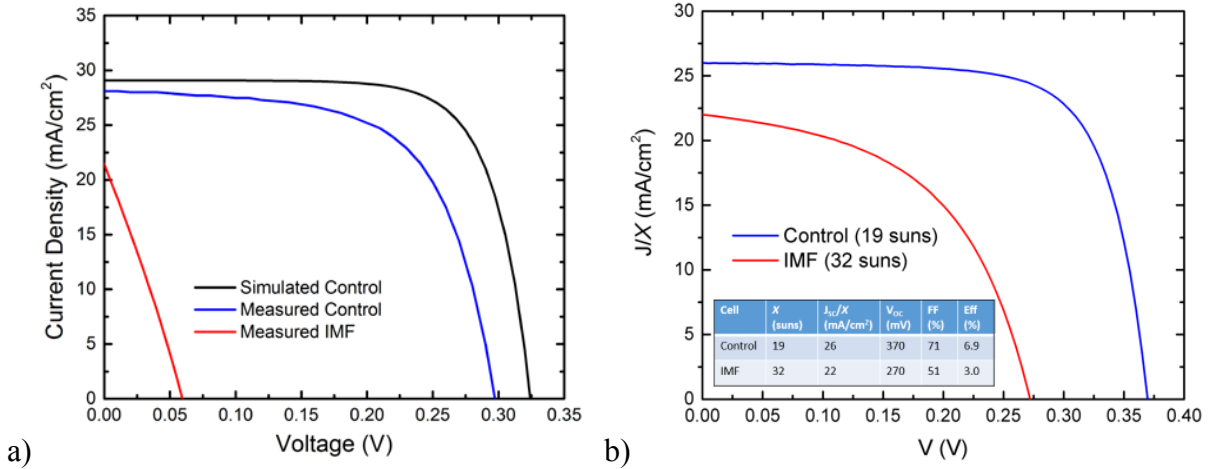 35
30
25
20
15
10
5
0
Current Density (mA/cm²)
Simulated Control
Measured Control
Measured IMF
0.00 0.05 0.10 0.15 0.20 0.25 0.30 0.35
Voltage (V)
a)
30
25
20
15
10
5
0
J/X (mA/cm²)
Control (19 suns)
IMF (32 suns)
Cell X (suns) J_SC/X (mA/cm²) V_OC (mV) FF (%) Eff (%)
Control 19 26 370 71 6.9
IMF 32 22 270 51 3.0
0.00 0.05 0.10 0.15 0.20 0.25 0.30 0.35 0.40
V (V)
b)